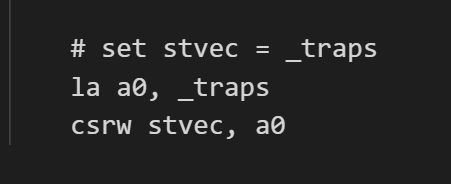 # set stvec = _traps
la a0, _traps
csrw stvec, a0